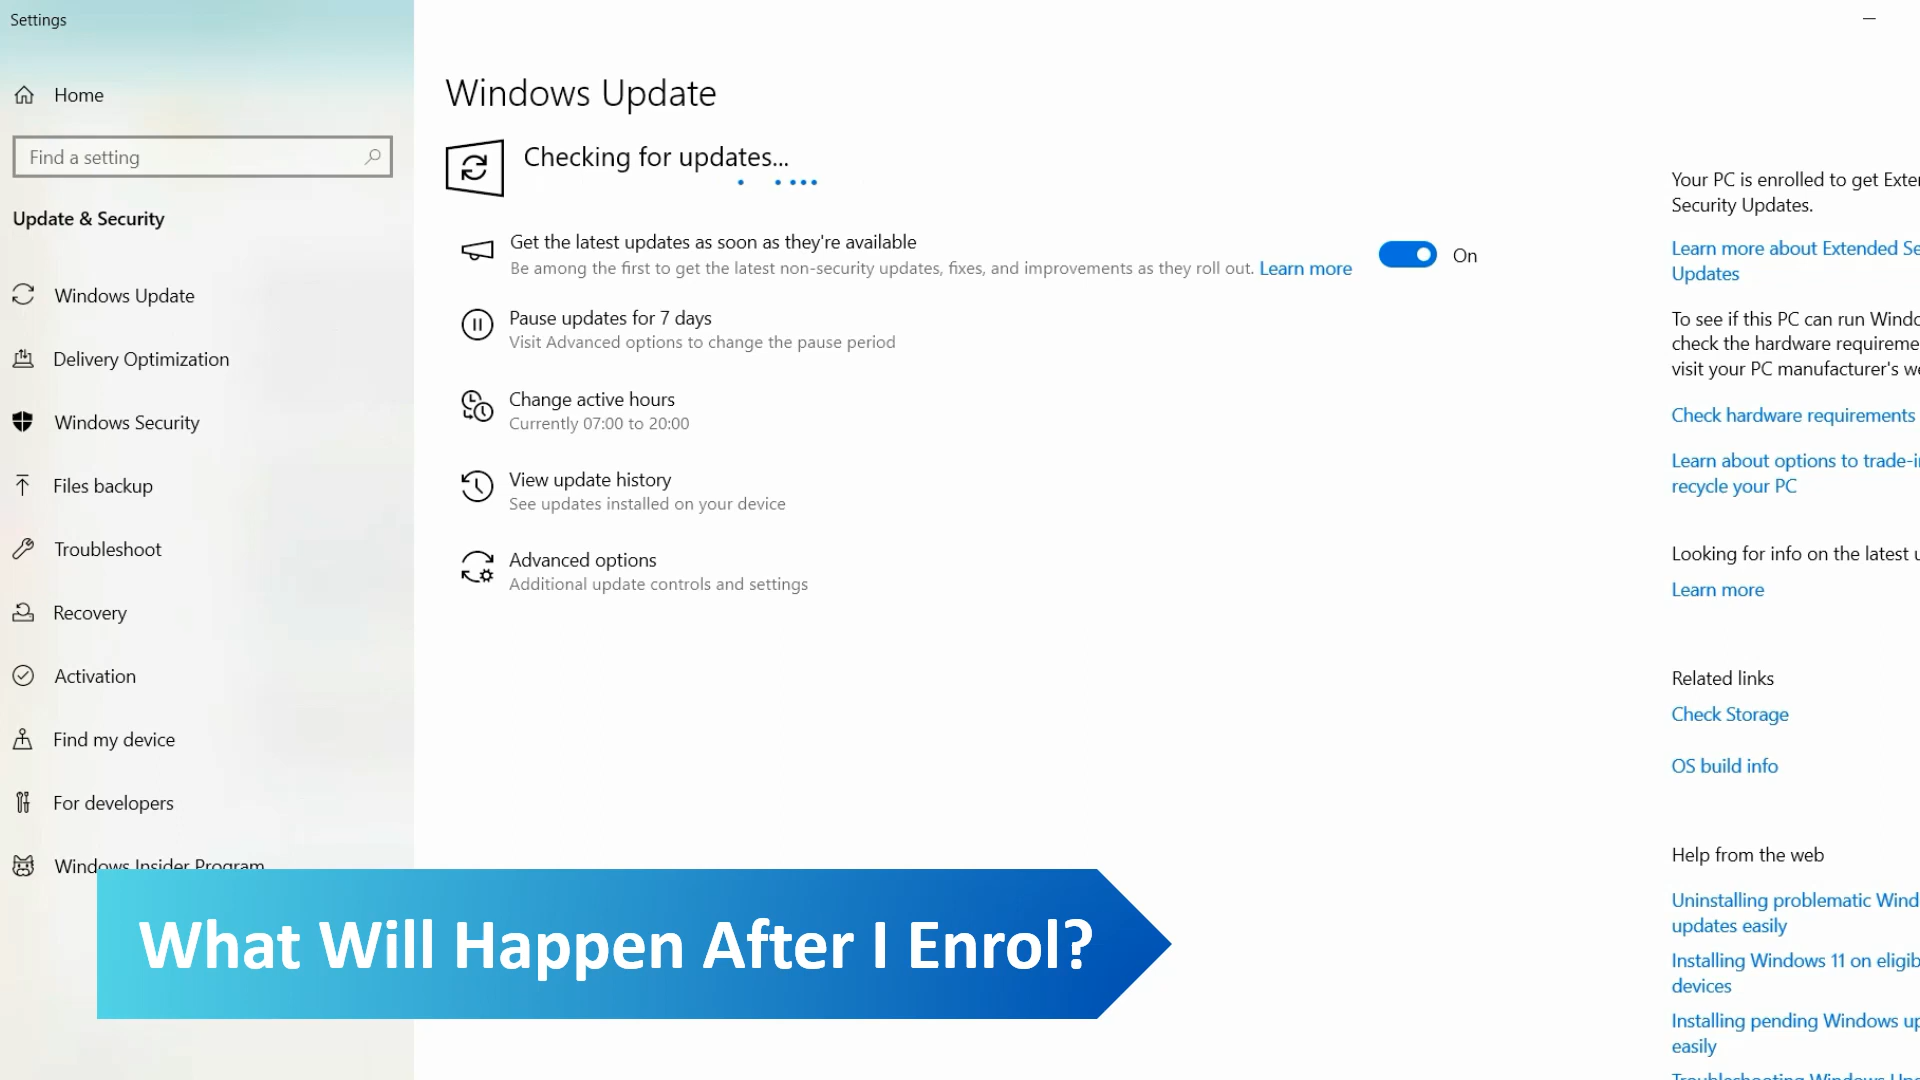 Settings
Home
Find a setting
Update & Security
Windows Update
Delivery Optimization
Windows Security
Files backup
Troubleshoot
Recovery
Activation
Find my device
For developers
Windows Insider Program
Windows Update
Checking for updates...
Get the latest updates as soon as they're available
Be among the first to get the latest non-security updates, fixes, and improvements as they roll out. Learn more
On
Pause updates for 7 days
Visit Advanced options to change the pause period
Change active hours
Currently 07:00 to 20:00
View update history
See updates installed on your device
Advanced options
Additional update controls and settings
Your PC is enrolled to get
Security Updates.
Learn more about Extended
Updates
To see if this PC can run
check the hardware
visit your PC manufacturer's
Check hardware requirements
Learn about options to
recycle your PC
Looking for info on the latest
Learn more
Related links
Check Storage
OS build info
Help from the web
Uninstalling problematic
updates easily
Installing Windows 11 on
devices
Installing pending Windows
easily
What Will Happen After I Enrol?